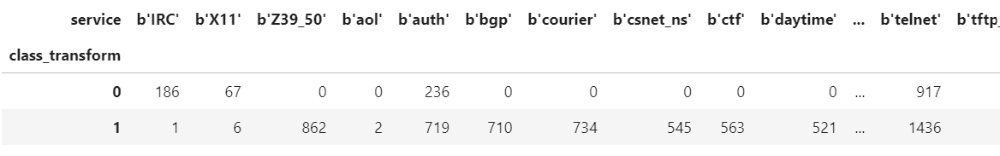 service b'IRC' b'X11' b'Z39_50' b'aol' b'auth' b'bgp' b'courier' b'csnet_ns' b'ctf' b'daytime' ... b'telnet' b'tftp_
class_transform
0 186 67 0 0 236 0 0 0 0 0 ... 917
1 1 6 862 2 719 710 734 545 563 521 ... 1436